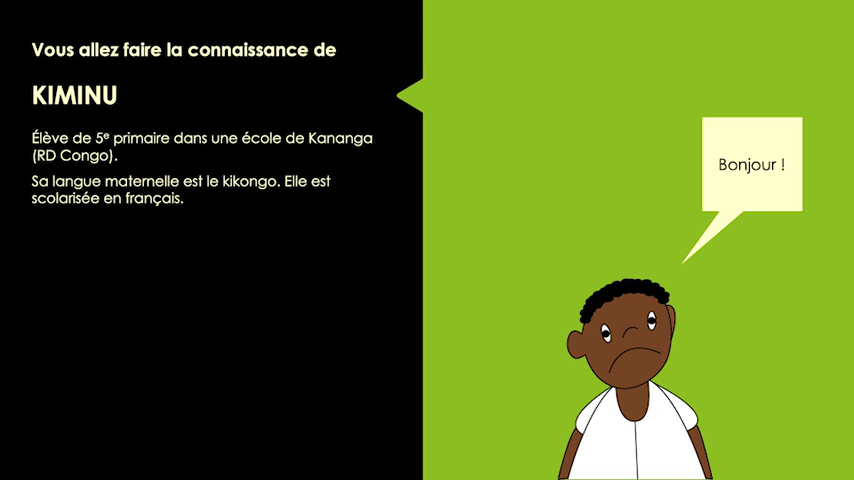 Vous allez faire la connaissance de
KIMINU
Élève de 5e primaire dans une école de Kananga
(RD Congo).
Sa langue maternelle est le kikongo. Elle est
scolarisée en français.
Bonjour !